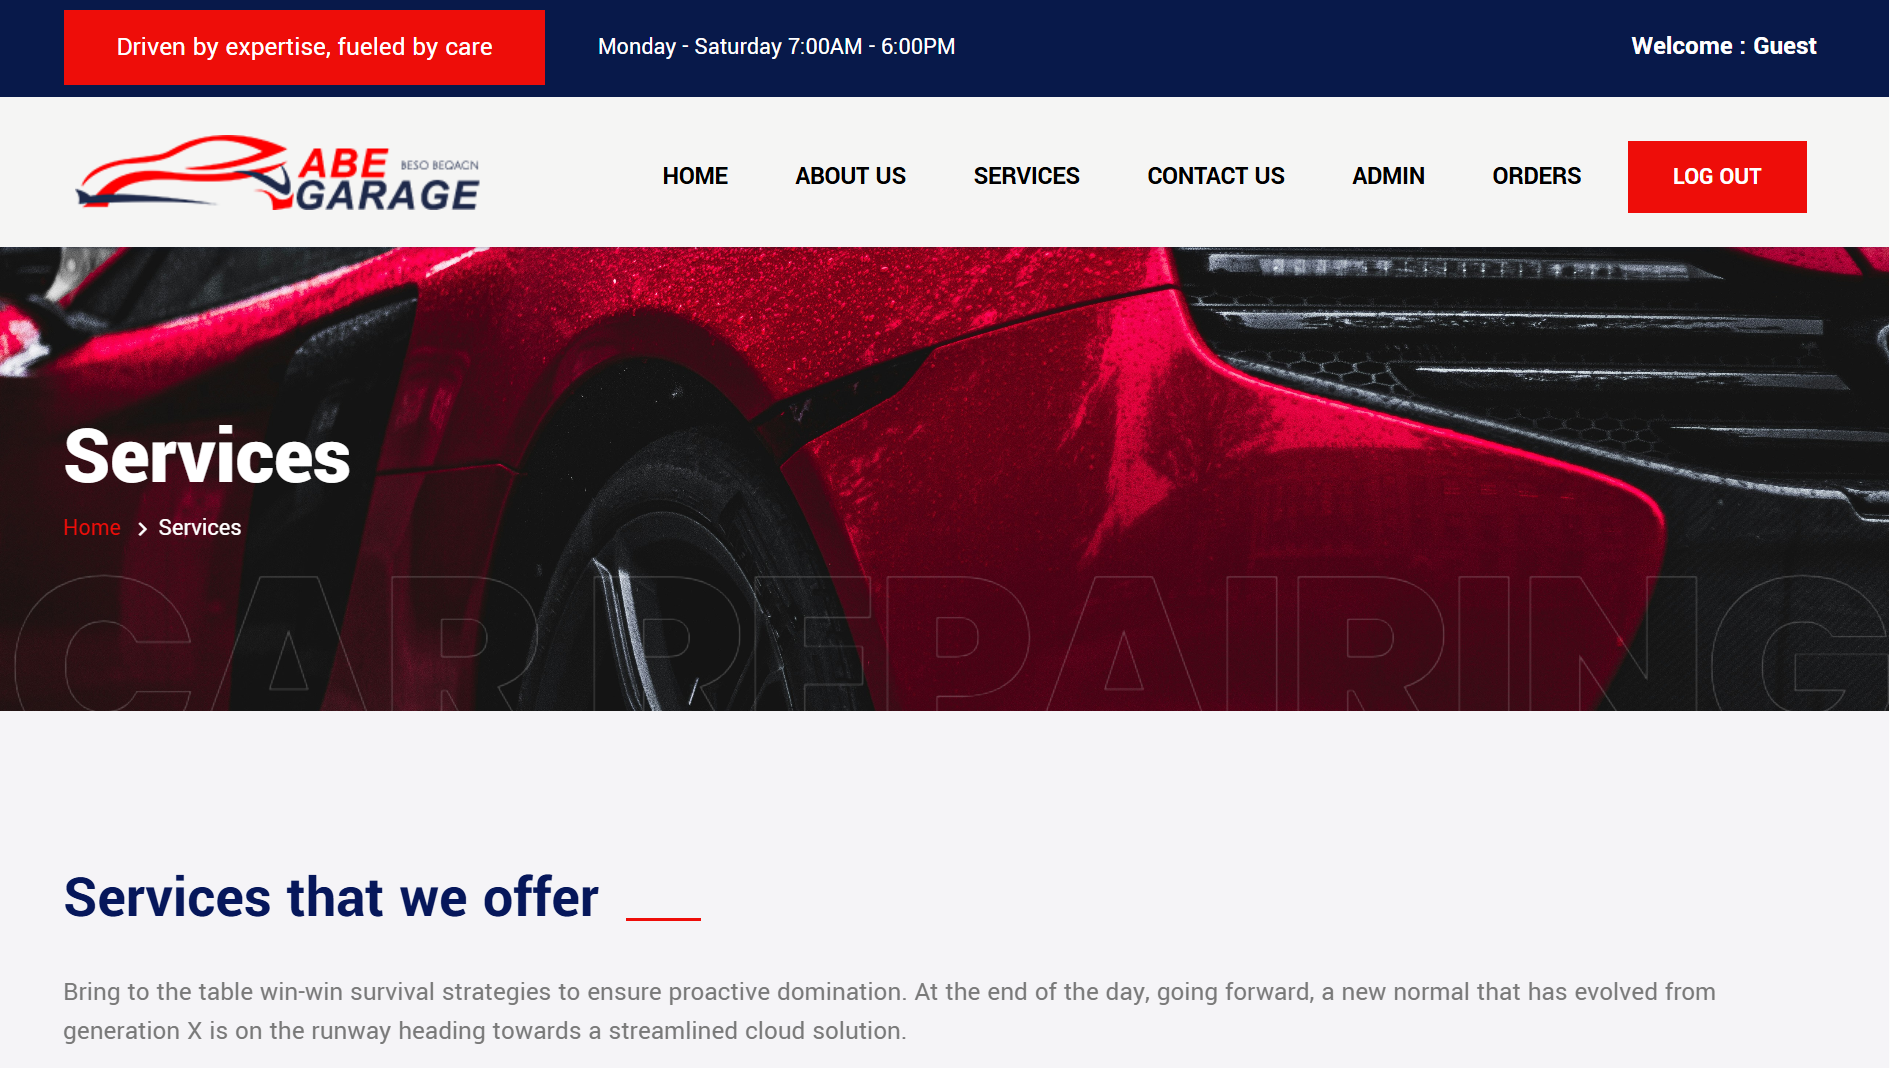 Driven by expertise, fueled by care
Monday - Saturday 7:00AM - 6:00PM
Welcome : Guest
ABE BESO BEQACN
GARAGE
HOME
ABOUT US
SERVICES
CONTACT US
ADMIN
ORDERS
LOG OUT
Services
Home
Services
CAR REPAIRING
Services that we offer
Bring to the table win-win survival strategies to ensure proactive domination. At the end of the day, going forward, a new normal that has evolved from
generation X is on the runway heading towards a streamlined cloud solution.